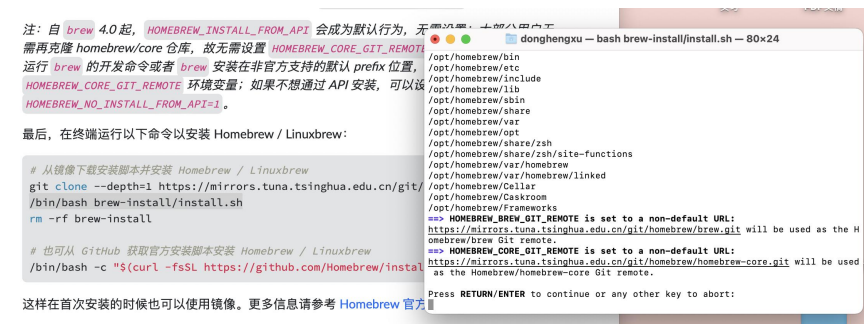 注：自 brew 4.0 起，HOMEBREW_INSTALL_FROM_API 会成为默认行为，无
需再克隆 homebrew/core 仓库，故无需设置 HOMEBREW_CORE_GIT_REMOTE
运行 brew 的开发命令或者 brew 安装在非官方支持的默认 prefix 位置，
HOMEBREW_CORE_GIT_REMOTE 环境变量；如果不想通过 API 安装，可以设
HOMEBREW_NO_INSTALL_FROM_API=1 。
最后，在终端运行以下命令以安装 Homebrew / Linuxbrew：
# 从镜像下载安装脚本并安装 Homebrew / Linuxbrew
git clone --depth=1 https://mirrors.tuna.tsinghua.edu.cn/git/
/bin/bash brew-install/install.sh
rm -rf brew-install
# 也可从 GitHub 获取官方安装脚本安装 Homebrew / Linuxbrew
/bin/bash -c "$(curl -fsSL https://github.com/Homebrew/instal
这样在首次安装的时候也可以使用镜像。更多信息请参考 Homebrew 官方
donghengxu — bash brew-install/install.sh — 80×24
/opt/homebrew/bin
/opt/homebrew/etc
/opt/homebrew/include
/opt/homebrew/lib
/opt/homebrew/sbin
/opt/homebrew/share
/opt/homebrew/var
/opt/homebrew/opt
/opt/homebrew/share/zsh
/opt/homebrew/share/zsh/site-functions
/opt/homebrew/var/homebrew
/opt/homebrew/var/homebrew/linked
/opt/homebrew/Cellar
/opt/homebrew/Caskroom
/opt/homebrew/Frameworks
==> HOMEBREW_BREW_GIT_REMOTE is set to a non-default URL:
https://mirrors.tuna.tsinghua.edu.cn/git/homebrew/brew.git will be used as the H
omebrew/brew Git remote.
==> HOMEBREW_CORE_GIT_REMOTE is set to a non-default URL:
https://mirrors.tuna.tsinghua.edu.cn/git/homebrew/homebrew-core.git will be used
as the Homebrew/homebrew-core Git remote.
Press RETURN/ENTER to continue or any other key to abort: